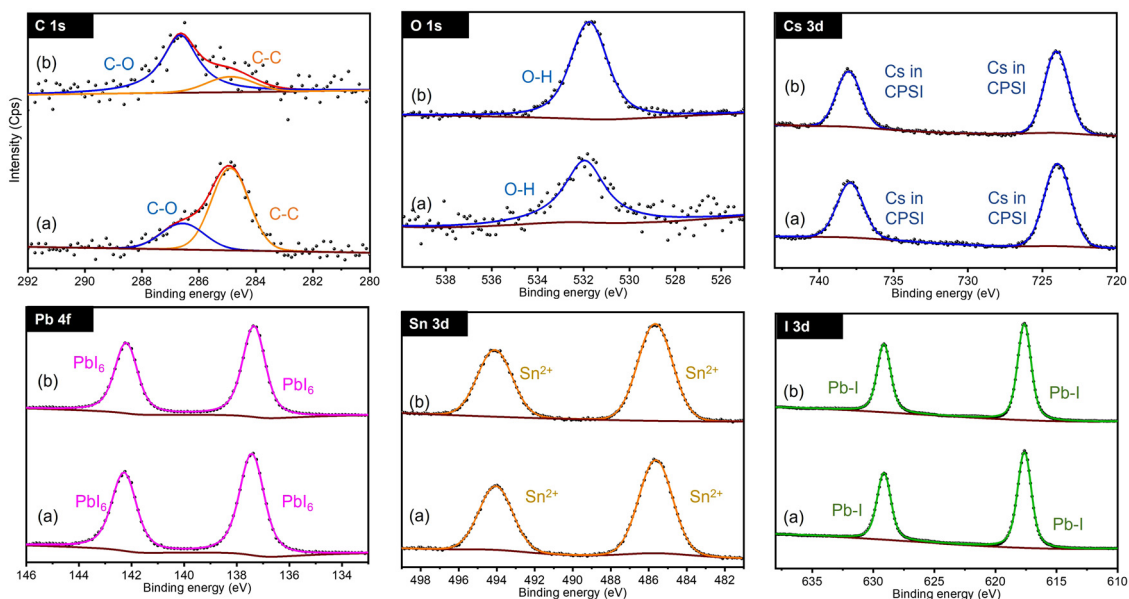 C 1s
(b)
C-O
C-C
(a)
C-O
C-C
Intensity (Cps)
292 290 288 286 284 282 280
Binding energy (eV)
O 1s
O-H
(b)
O-H
(a)
538 536 534 532 530 528 526
Binding energy (eV)
Cs 3d
(b)
Cs in
CPSI
Cs in
CPSI
(a)
Cs in
CPSI
Cs in
CPSI
740 735 730 725 720
Binding energy (eV)
Pb 4f
(b)
PbI₆
PbI₆
(a)
PbI₆
PbI₆
146 144 142 140 138 136 134
Binding energy (eV)
Sn 3d
(b)
Sn²⁺
Sn²⁺
(a)
Sn²⁺
Sn²⁺
498 496 494 492 490 488 486 484 482
Binding energy (eV)
I 3d
(b)
Pb-I
Pb-I
(a)
Pb-I
Pb-I
635 630 625 620 615 610
Binding energy (eV)